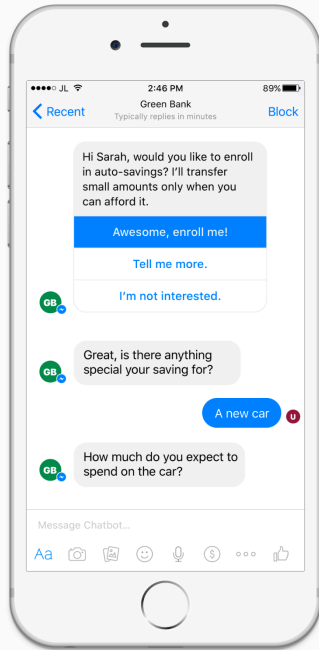 JL 2:46 PM 89%
Recent Green Bank Block
Typically replies in minutes
Hi Sarah, would you like to enroll
in auto-savings? I'll transfer
small amounts only when you
can afford it.
Awesome, enroll me!
Tell me more.
I'm not interested.
GB
Great, is there anything
special your saving for?
GB
A new car
U
How much do you expect to
spend on the car?
GB
Message Chatbot...
Aa
$